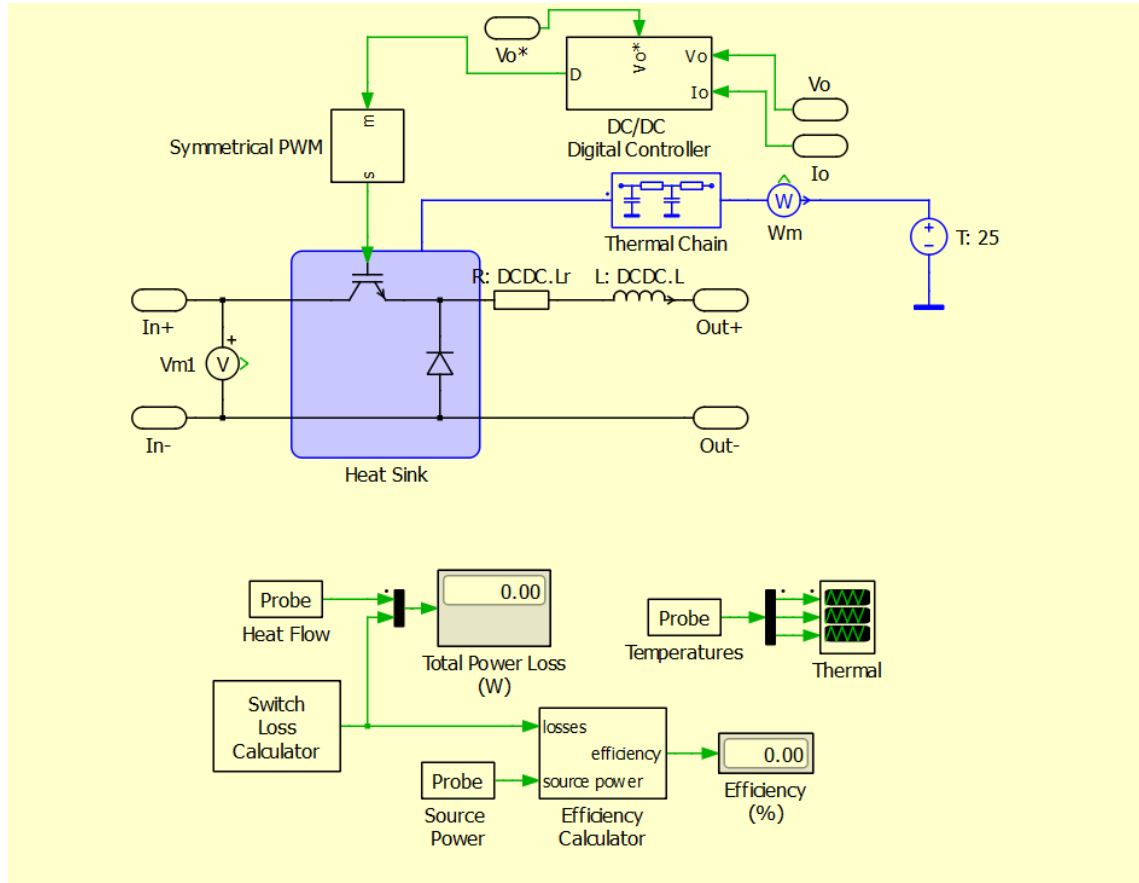 Vo*
Vo*
Vo
D
Io
Vo
DC/DC
Digital Controller
Io
m
Symmetrical PWM
s
W
Thermal Chain
Wm
T: 25
R: DCDC.Lr
L: DCDC.L
In+
Out+
Vm1
V
In-
Out-
Heat Sink
Probe
0.00
Heat Flow
Total Power Loss
(W)
Probe
Temperatures
Thermal
Switch
Loss
Calculator
losses
efficiency
source power
0.00
Probe
Source
Power
Efficiency
Calculator
Efficiency
(%)